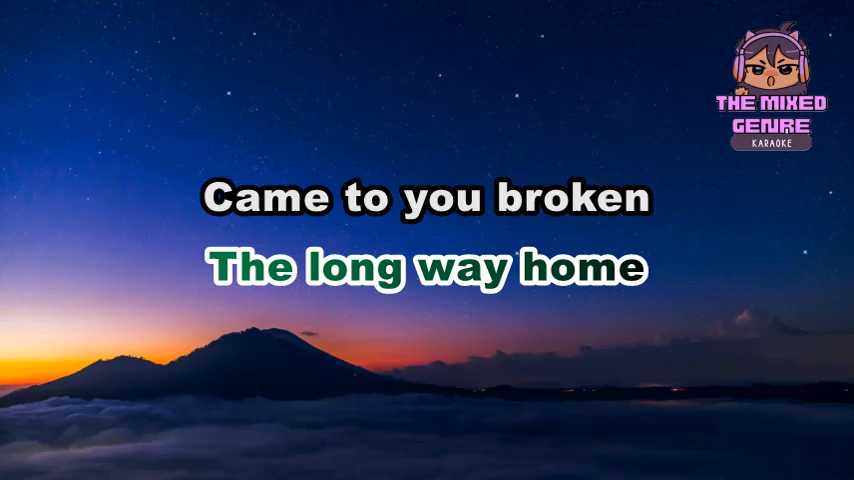 THE MIXED
GENRE
KARAOKE
Came to you broken
The long way home